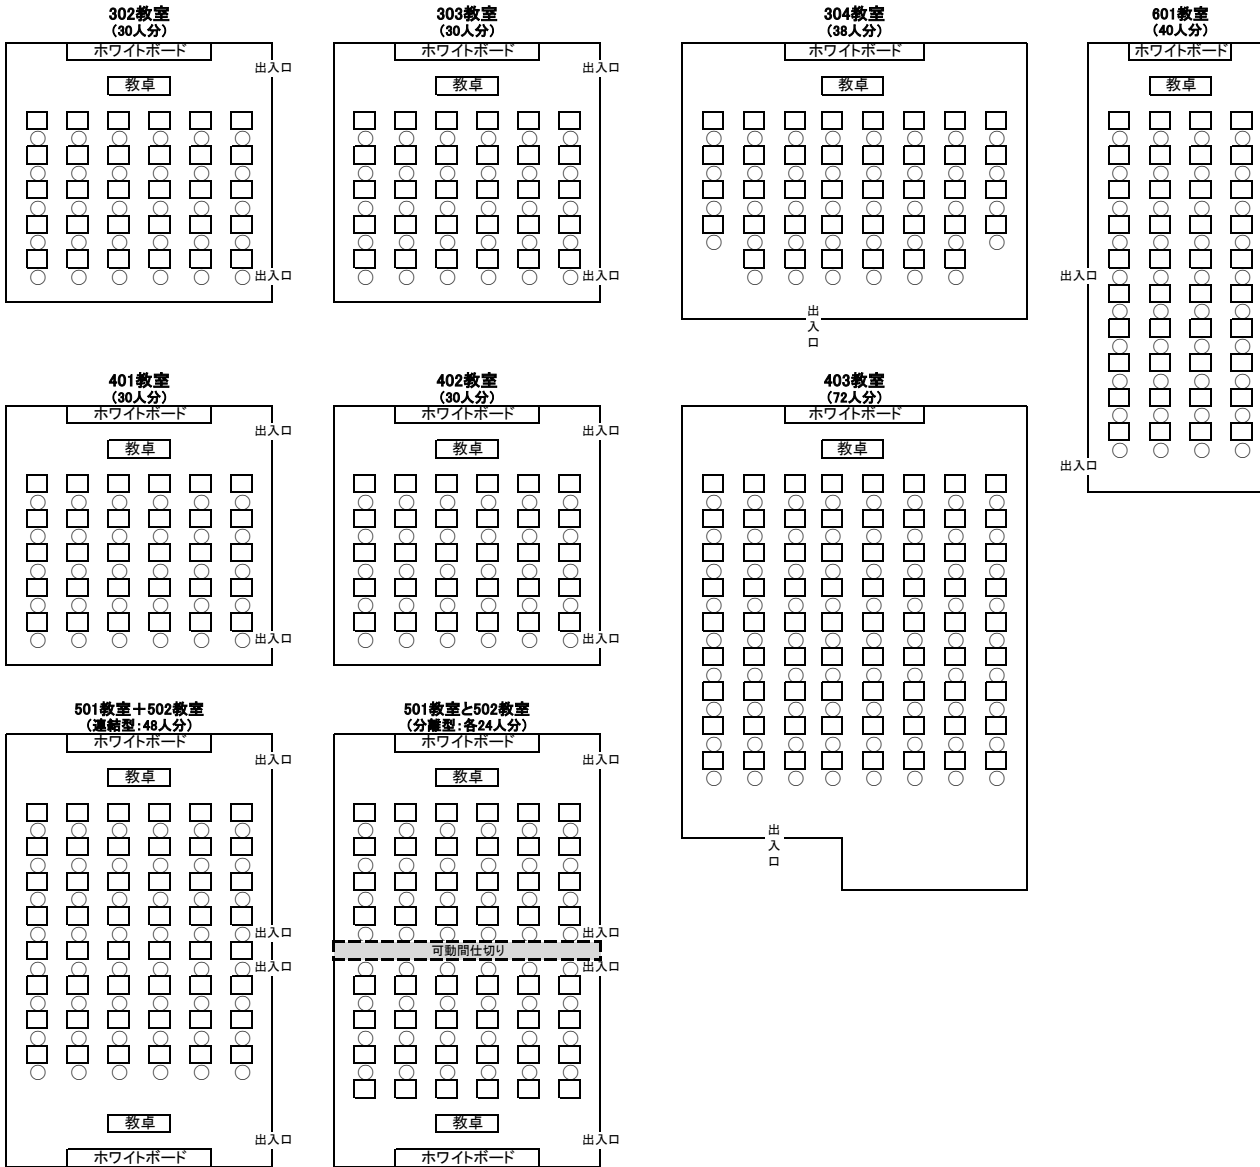 302教室
(30人分)
ホワイトボード
出入口
教卓
出入口
303教室
(30人分)
ホワイトボード
出入口
教卓
出入口
304教室
(38人分)
ホワイトボード
教卓
出
入
口
601教室
(40人分)
ホワイトボード
教卓
出入口
出入口
401教室
(30人分)
ホワイトボード
出入口
教卓
出入口
402教室
(30人分)
ホワイトボード
出入口
教卓
出入口
403教室
(72人分)
ホワイトボード
教卓
出
入
口
501教室+502教室
(連結型:48人分)
ホワイトボード
出入口
教卓
出入口
出入口
教卓
出入口
ホワイトボード
501教室と502教室
(分離型:各24人分)
ホワイトボード
出入口
教卓
出入口
可動間仕切り
出入口
教卓
出入口
ホワイトボード